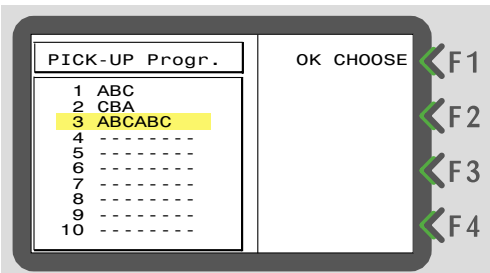 PICK-UP Progr.
OK CHOOSE
F1
1 ABC
2 CBA
3 ABCABC
4 --------
5 --------
6 --------
7 --------
8 --------
9 --------
10 --------
F2
F3
F4